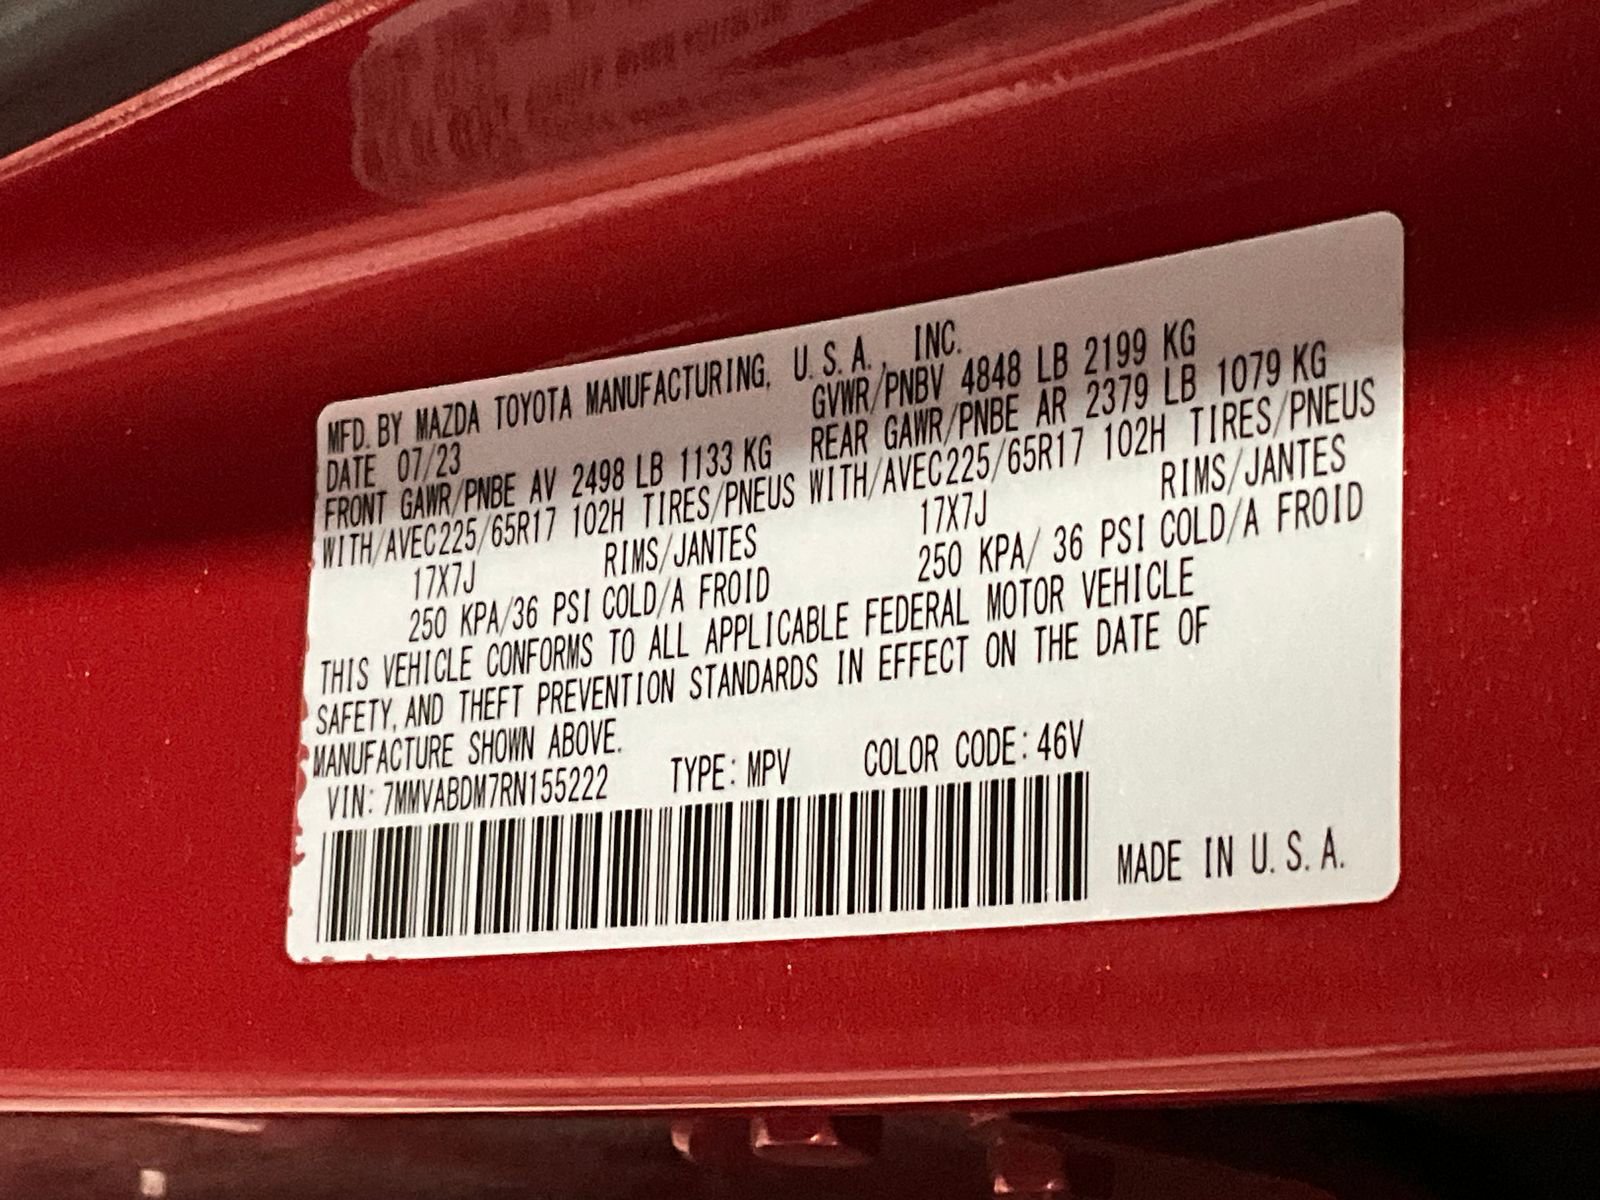 MFD. BY MAZDA TOYOTA MANUFACTURING, U.S.A., INC.
DATE 07/23 GVWR/PNBV 4848 LB 2199 KG
FRONT GAWR/PNBE AV 2498 LB 1133 KG REAR GAWR/PNBE AR 2379 LB 1079 KG
WITH/AVEC225/65R17 102H TIRES/PNEUS WITH/AVEC225/65R17 102H TIRES/PNEUS
17X7J RIMS/JANTES 17X7J RIMS/JANTES
250 KPA/36 PSI COLD/A FROID 250 KPA/ 36 PSI COLD/A FROID
THIS VEHICLE CONFORMS TO ALL APPLICABLE FEDERAL MOTOR VEHICLE
SAFETY, AND THEFT PREVENTION STANDARDS IN EFFECT ON THE DATE OF
MANUFACTURE SHOWN ABOVE.
VIN: 7MMVABDM7RN155222 TYPE: MPV COLOR CODE: 46V
MADE IN U.S.A.